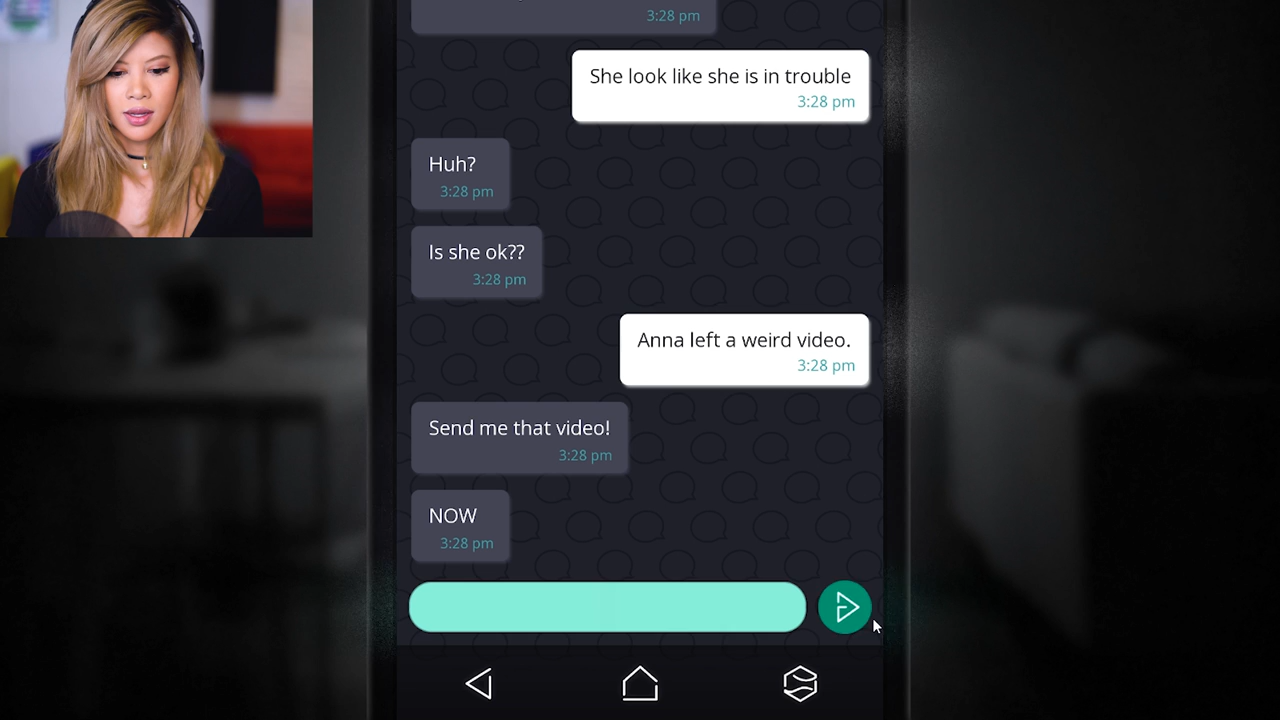 3:28 pm
She look like she is in trouble
3:28 pm
Huh?
3:28 pm
Is she ok??
3:28 pm
Anna left a weird video.
3:28 pm
Send me that video!
3:28 pm
NOW
3:28 pm